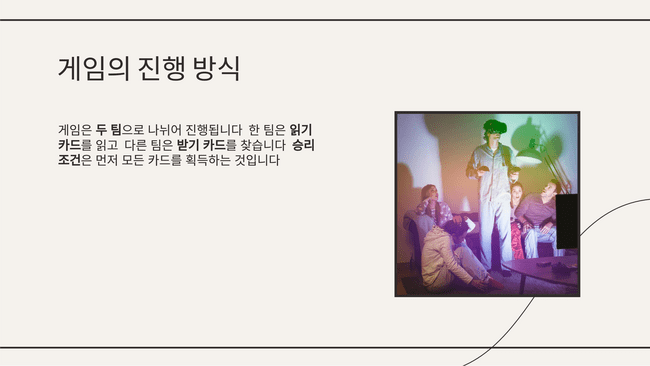 게임의 진행 방식
게임은 두 팀으로 나뉘어 진행됩니다 한 팀은 읽기
카드를 읽고 다른 팀은 받기 카드를 찾습니다 승리
조건은 먼저 모든 카드를 획득하는 것입니다